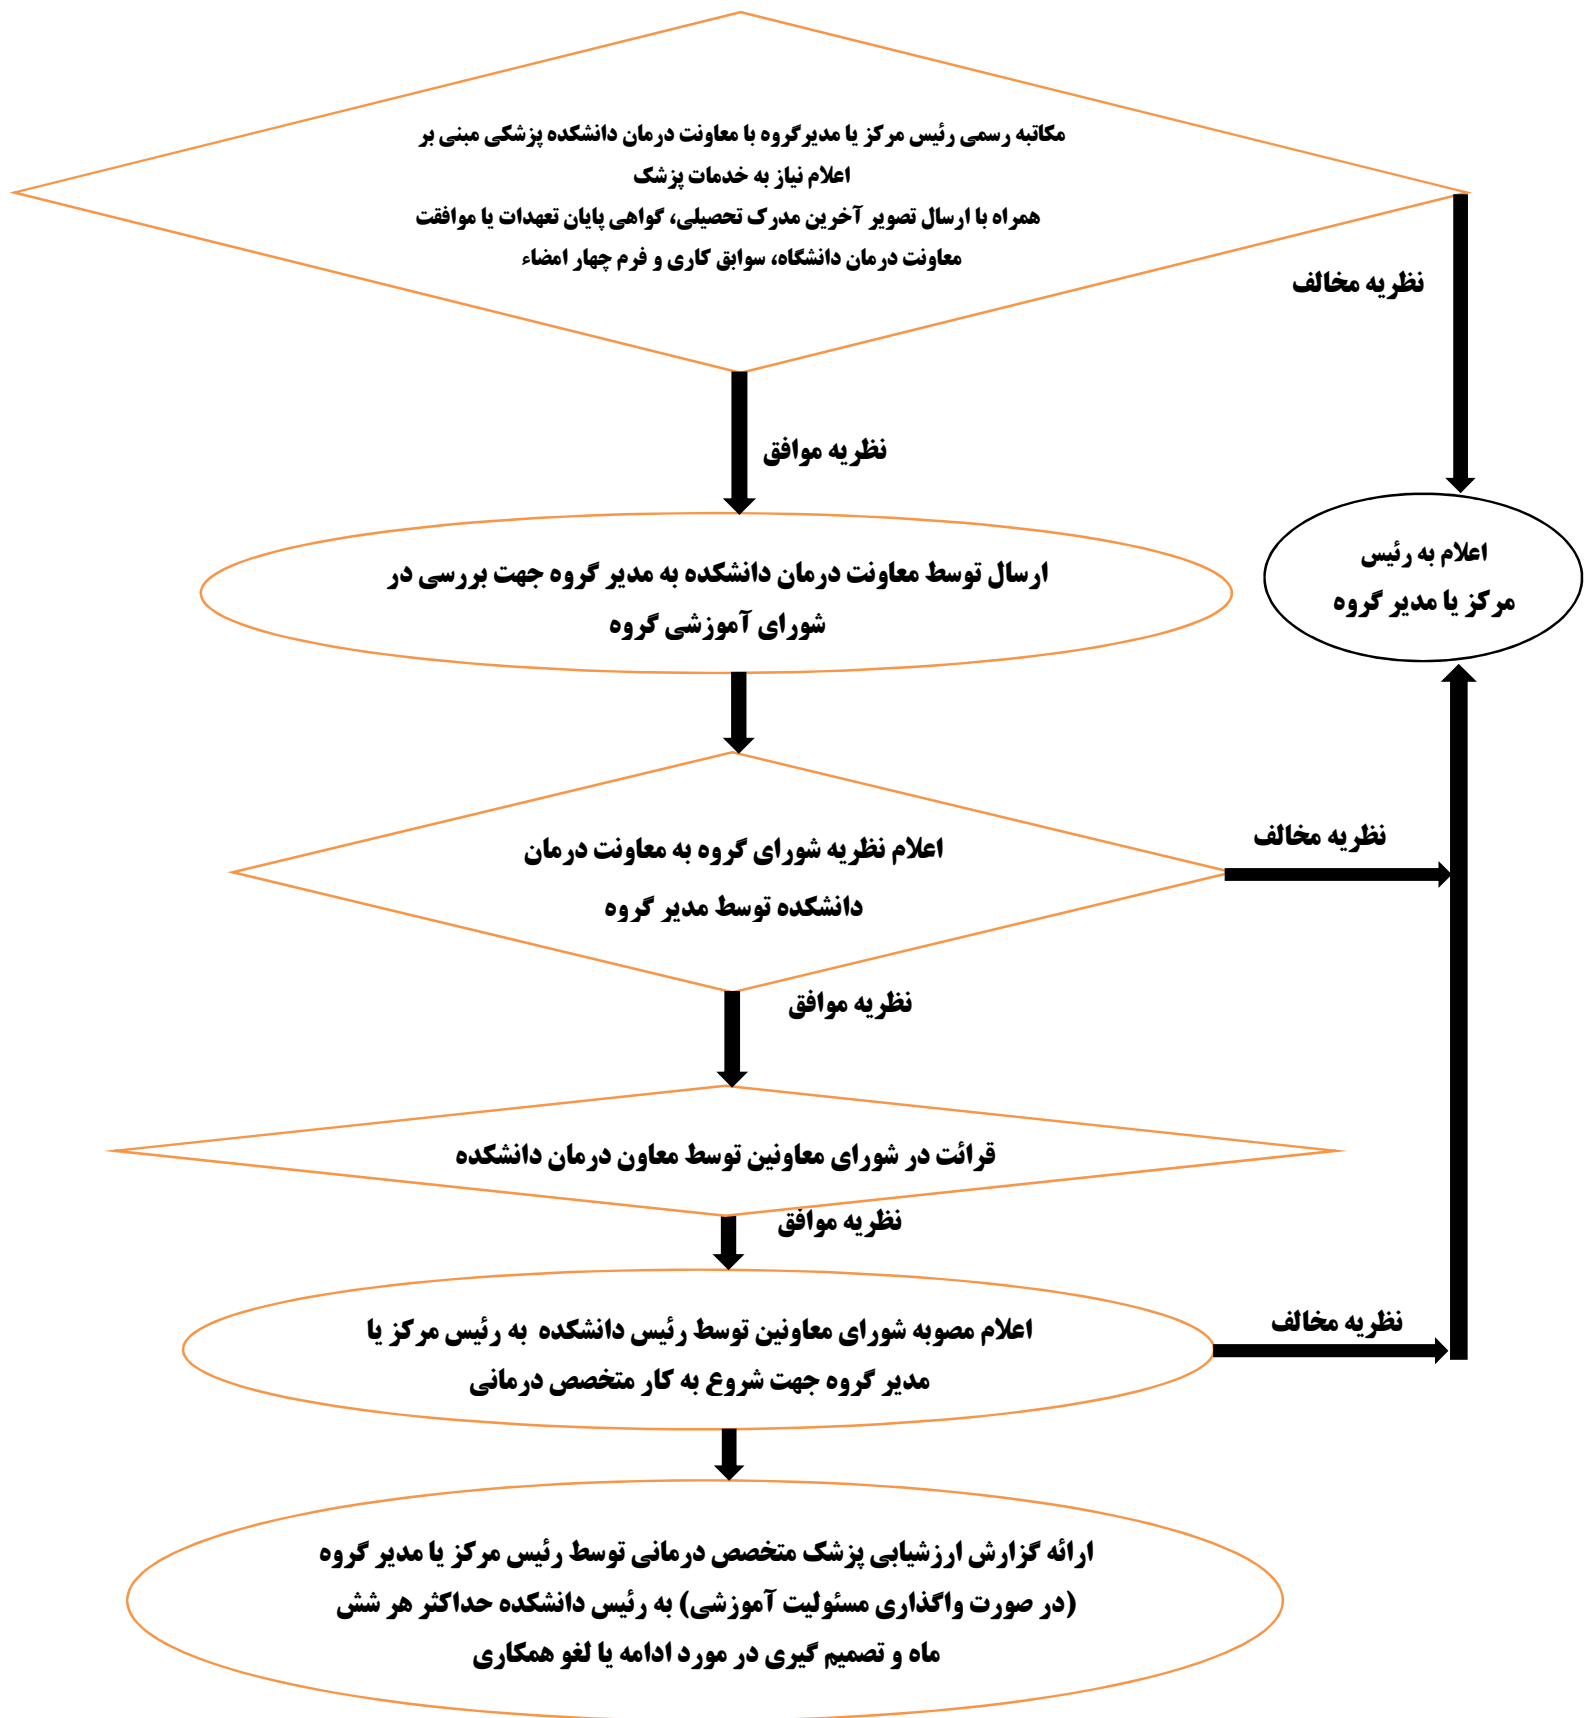 مکاتبه رسمی رئیس مرکز یا مدیرگروه با معاونت درمان دانشکده پزشکی مبنی بر
اعلام نیاز به خدمات پزشک
همراه با ارسال تصویر آخرین مدرک تحصیلی، گواهی پایان تعهدات یا موافقت
معاونت درمان دانشگاه، سوابق کاری و فرم چهار امضاء
نظریه مخالف
نظریه موافق
اعلام به رئیس
مرکز یا مدیر گروه
ارسال توسط معاونت درمان دانشکده به مدیر گروه جهت بررسی در
شورای آموزشی گروه
نظریه مخالف
اعلام نظریه شورای گروه به معاونت درمان
دانشکده توسط مدیر گروه
نظریه موافق
قرائت در شورای معاونین توسط معاون درمان دانشکده
نظریه موافق
نظریه مخالف
اعلام مصوبه شورای معاونین توسط رئیس دانشکده به رئیس مرکز یا
مدیر گروه جهت شروع به کار متخصص درمانی
ارائه گزارش ارزشیابی پزشک متخصص درمانی توسط رئیس مرکز یا مدیر گروه
(در صورت واگذاری مسئولیت آموزشی) به رئیس دانشکده حداکثر هر شش
ماه و تصمیم گیری در مورد ادامه یا لغو همکاری